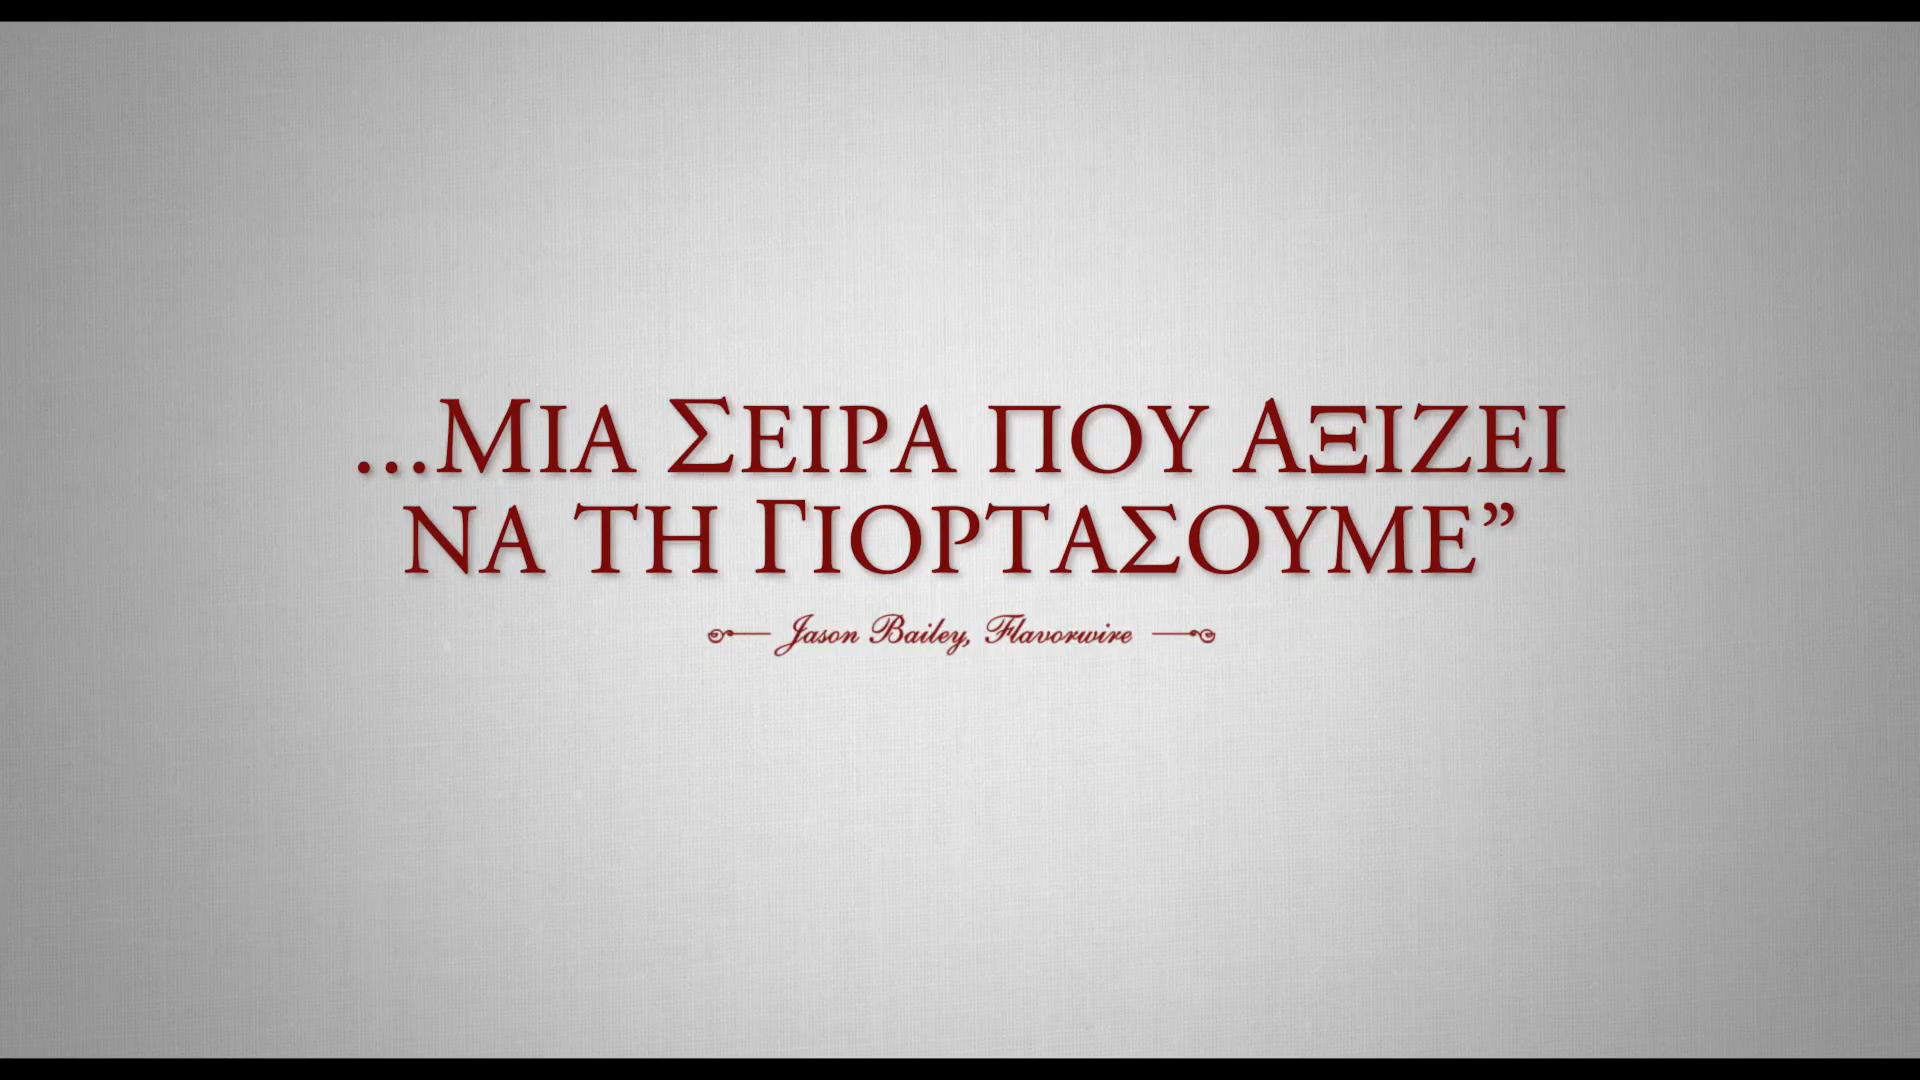 ...ΜΙΑ ΣΕΙΡΑ ΠΟΥ ΑΞΙΖΕΙ
ΝΑ ΤΗ ΓΙΟΡΤΑΣΟΥΜΕ”
Jason Bailey, Flavorwire